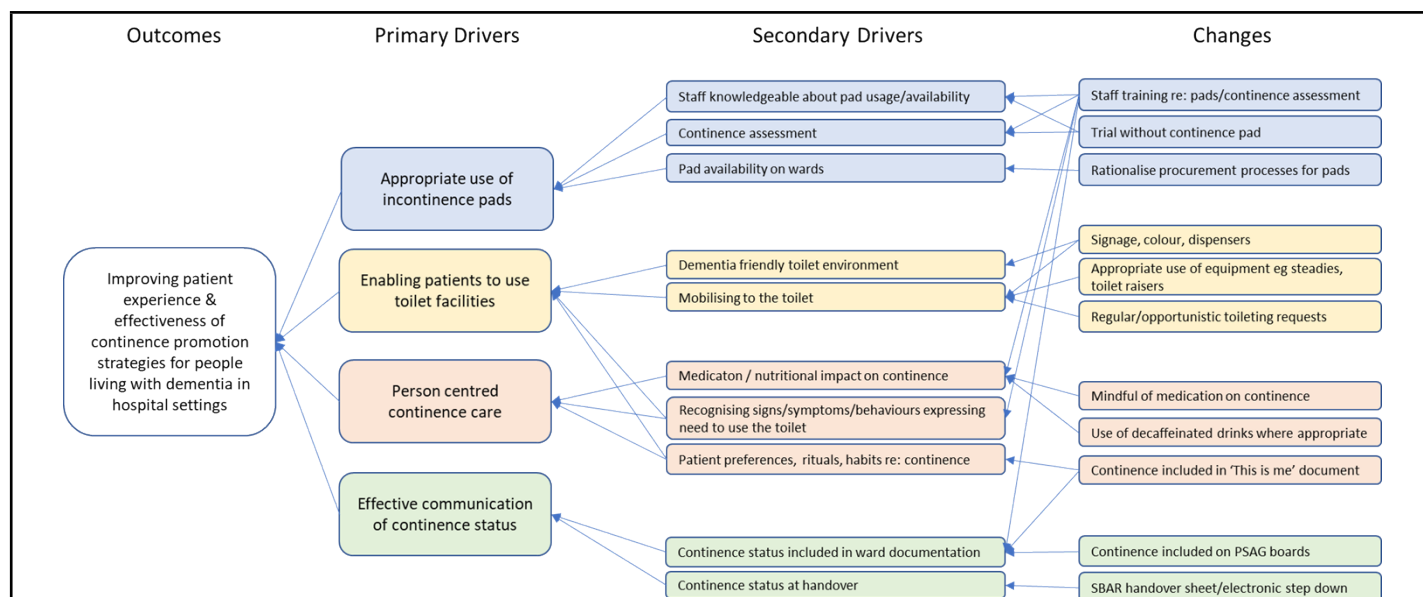 Outcomes
Primary Drivers
Secondary Drivers
Changes
Improving patient
experience &
effectiveness of
continence promotion
strategies for people
living with dementia in
hospital settings
Appropriate use of
incontinence pads
Enabling patients to use
toilet facilities
Person centred
continence care
Effective communication
of continence status
Staff knowledgeable about pad usage/availability
Continence assessment
Pad availability on wards
Dementia friendly toilet environment
Mobilising to the toilet
Medicaton / nutritional impact on continence
Recognising signs/symptoms/behaviours expressing
need to use the toilet
Patient preferences, rituals, habits re: continence
Continence status included in ward documentation
Continence status at handover
Staff training re: pads/continence assessment
Trial without continence pad
Rationalise procurement processes for pads
Signage, colour, dispensers
Appropriate use of equipment eg steadies,
toilet raisers
Regular/opportunistic toileting requests
Mindful of medication on continence
Use of decaffeinated drinks where appropriate
Continence included in ‘This is me’ document
Continence included on PSAG boards
SBAR handover sheet/electronic step down